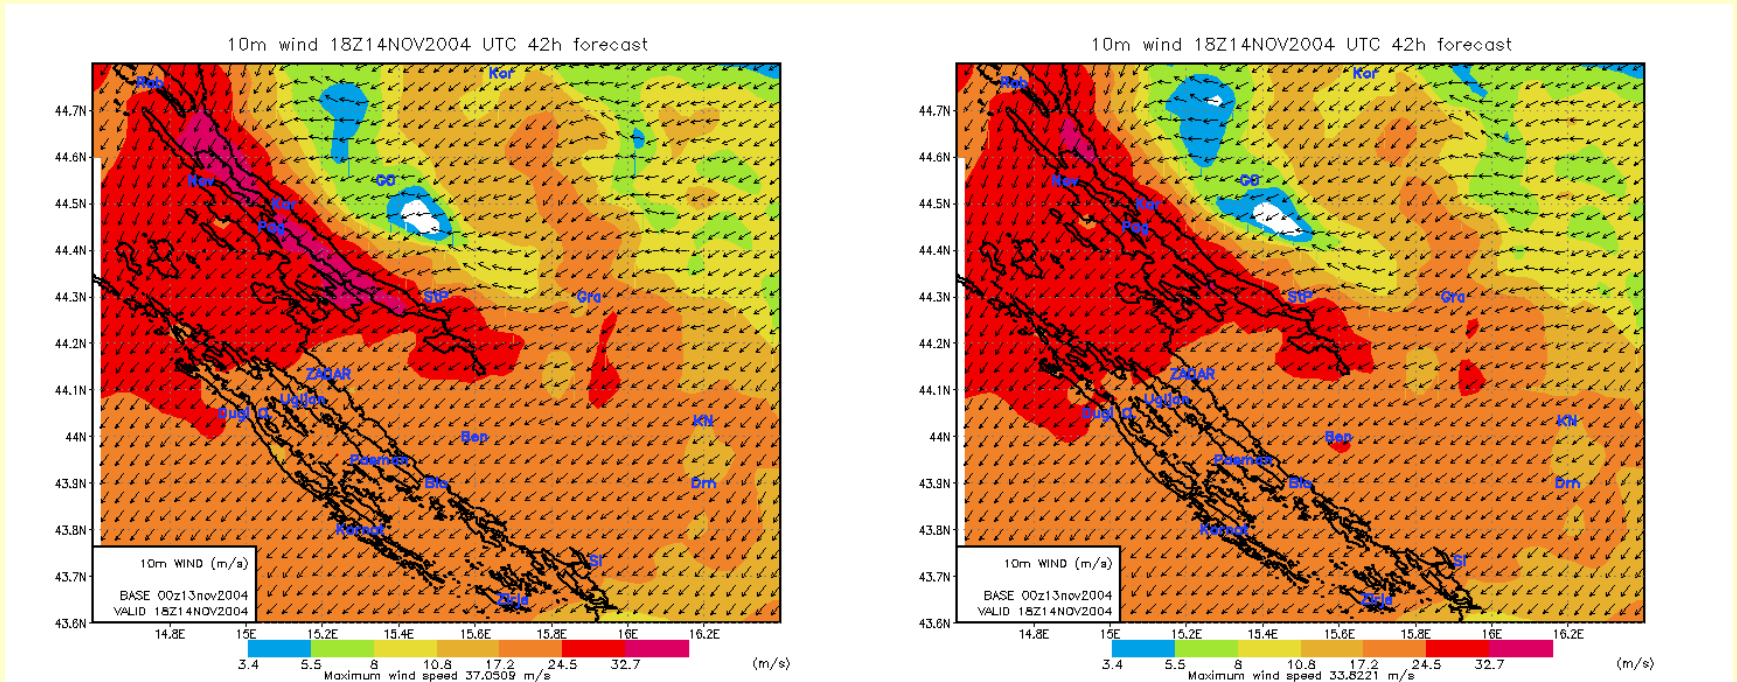 10m wind 18Z14NOV2004 UTC 42h forecast
Rab
Kor
44.7N
44.6N
Nov
GO
44.5N
Kar
Pag
44.4N
44.3N
StP
Gra
44.2N
ZADAR
44.1N
Ugljan
Dugi O.
KN
44N
Ben
Pasman
43.9N
Bio
Drn
43.8N
Kornat
10m WIND (m/s)
SI
43.7N
BASE 00z13nov2004
VALID 18Z14NOV2004
Zirje
43.6N
14.8E 15E 15.2E 15.4E 15.6E 15.8E 16E 16.2E
3.4 5.5 8 10.8 17.2 24.5 32.7 (m/s)
Maximum wind speed 37.0509 m/s
10m wind 18Z14NOV2004 UTC 42h forecast
Rab
Kor
44.7N
44.6N
Nov
GO
44.5N
Kar
Pag
44.4N
44.3N
StP
Gra
44.2N
ZADAR
44.1N
Ugljan
Dugi O.
KN
44N
Ben
Pasman
43.9N
Bio
Drn
43.8N
Kornat
10m WIND (m/s)
SI
43.7N
BASE 00z13nov2004
VALID 18Z14NOV2004
Zirje
43.6N
14.8E 15E 15.2E 15.4E 15.6E 15.8E 16E 16.2E
3.4 5.5 8 10.8 17.2 24.5 32.7 (m/s)
Maximum wind speed 33.8221 m/s